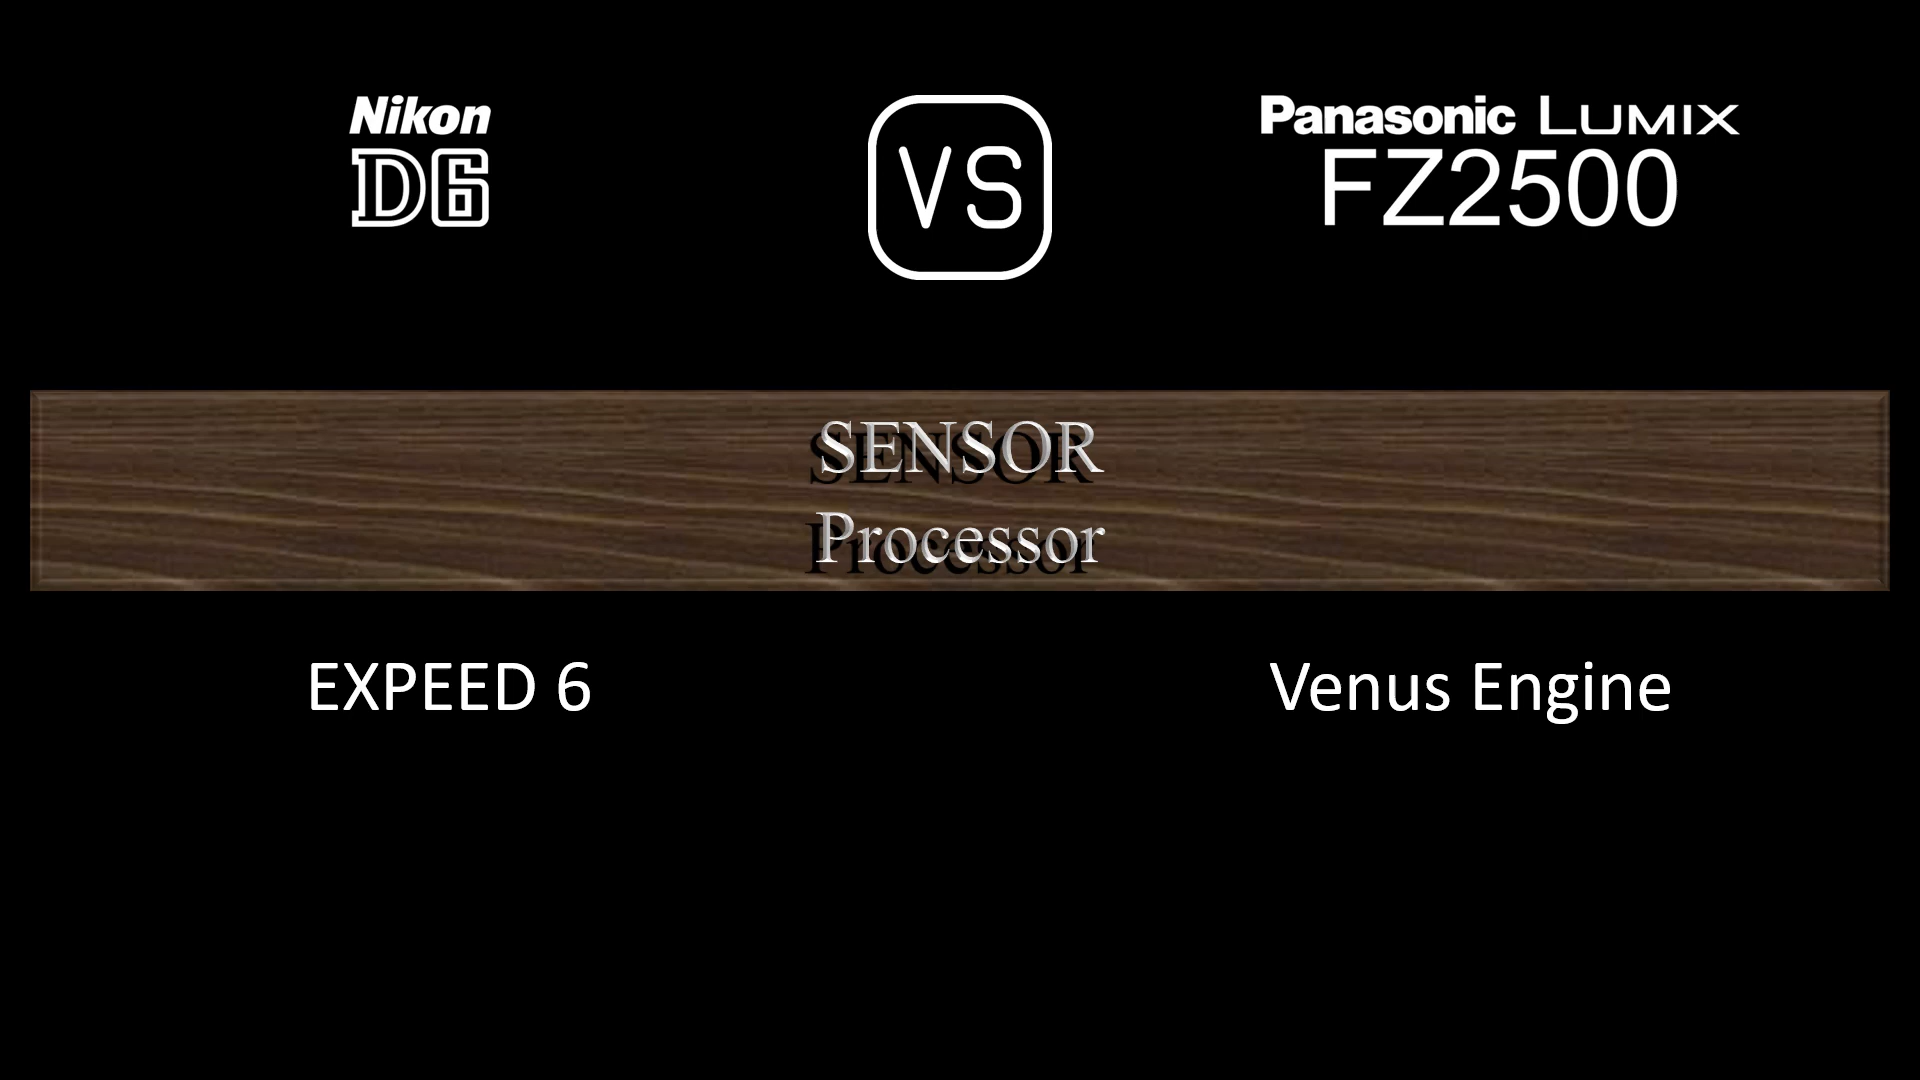 Nikon
D6
VS
Panasonic LUMIX
FZ2500
SENSOR
Processor
EXPEED 6
Venus Engine